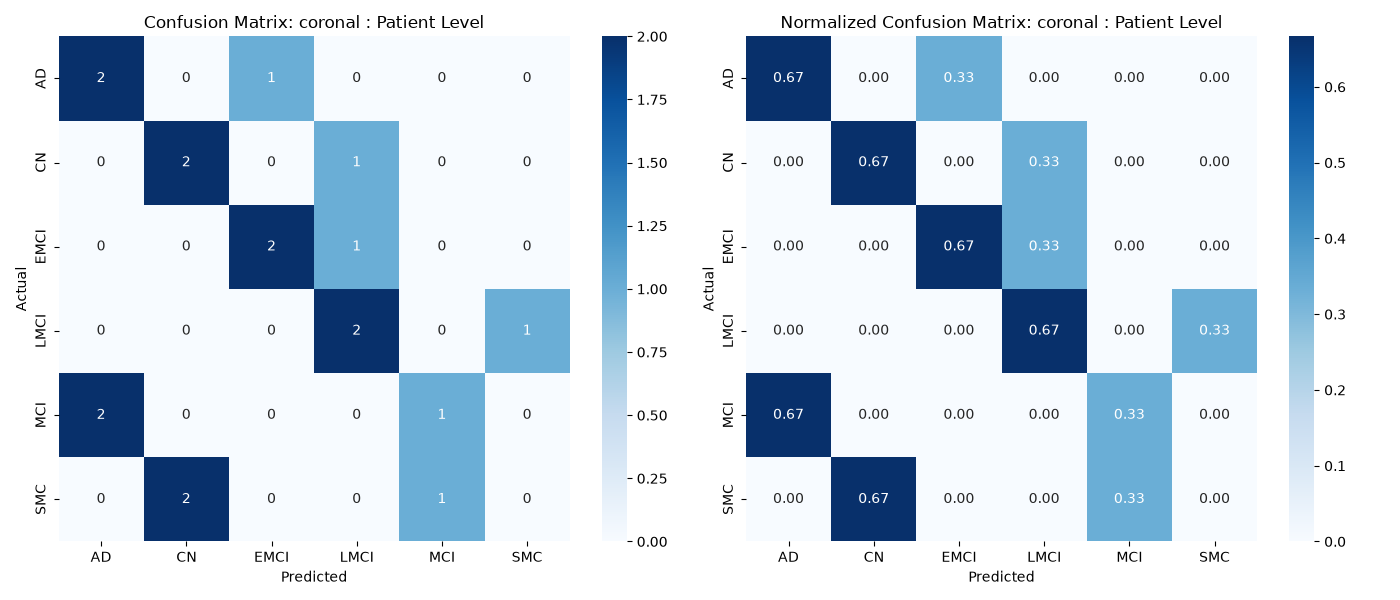 Confusion Matrix: coronal : Patient Level
Actual
AD 2 0 1 0 0 0
CN 0 2 0 1 0 0
EMCI 0 0 2 1 0 0
LMCI 0 0 0 2 0 1
MCI 2 0 0 0 1 0
SMC 0 2 0 0 1 0
AD CN EMCI LMCI MCI SMC
Predicted
2.00
1.75
1.50
1.25
1.00
0.75
0.50
0.25
0.00
Normalized Confusion Matrix: coronal : Patient Level
Actual
AD 0.67 0.00 0.33 0.00 0.00 0.00
CN 0.00 0.67 0.00 0.33 0.00 0.00
EMCI 0.00 0.00 0.67 0.33 0.00 0.00
LMCI 0.00 0.00 0.00 0.67 0.00 0.33
MCI 0.67 0.00 0.00 0.00 0.33 0.00
SMC 0.00 0.67 0.00 0.00 0.33 0.00
AD CN EMCI LMCI MCI SMC
Predicted
0.6
0.5
0.4
0.3
0.2
0.1
0.0